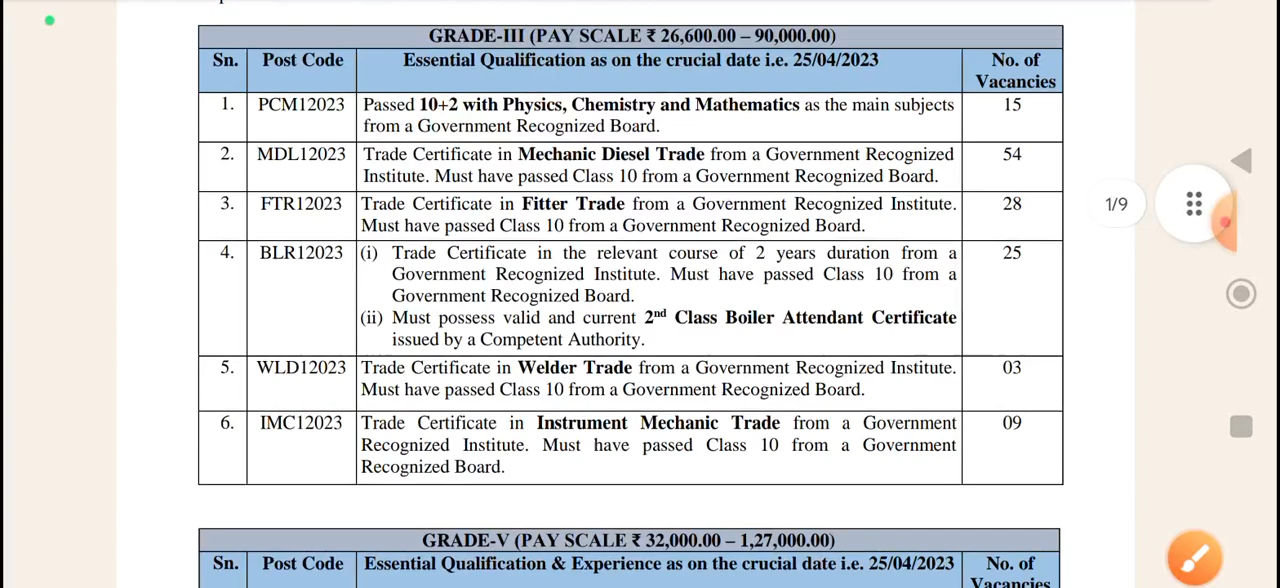 GRADE-III (PAY SCALE ₹ 26,600.00 – 90,000.00)
Sn. Post Code Essential Qualification as on the crucial date i.e. 25/04/2023 No. of
Vacancies
1. PCM12023 Passed 10+2 with Physics, Chemistry and Mathematics as the main subjects 15
from a Government Recognized Board.
2. MDL12023 Trade Certificate in Mechanic Diesel Trade from a Government Recognized 54
Institute. Must have passed Class 10 from a Government Recognized Board.
3. FTR12023 Trade Certificate in Fitter Trade from a Government Recognized Institute. 28
Must have passed Class 10 from a Government Recognized Board.
4. BLR12023 (i) Trade Certificate in the relevant course of 2 years duration from a 25
Government Recognized Institute. Must have passed Class 10 from a
Government Recognized Board.
(ii) Must possess valid and current 2nd Class Boiler Attendant Certificate
issued by a Competent Authority.
5. WLD12023 Trade Certificate in Welder Trade from a Government Recognized Institute. 03
Must have passed Class 10 from a Government Recognized Board.
6. IMC12023 Trade Certificate in Instrument Mechanic Trade from a Government 09
Recognized Institute. Must have passed Class 10 from a Government
Recognized Board.
1/9
GRADE-V (PAY SCALE ₹ 32,000.00 – 1,27,000.00)
Sn. Post Code Essential Qualification & Experience as on the crucial date i.e. 25/04/2023 No. of
Vacancies